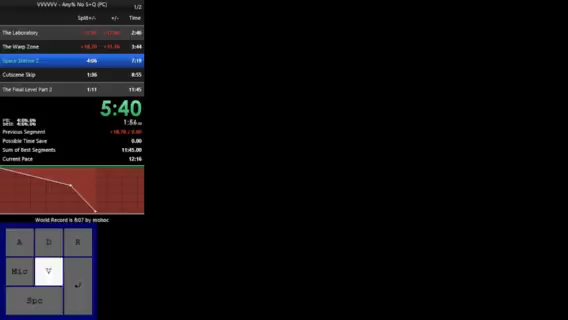 VVVVVV - Any% No S+Q (PC)
1/2
Split+/- +/- Time
The Laboratory 2:46
The Warp Zone 3:44
Space Station 2 4:06 7:19
Cutscene Skip 1:36 8:55
The Final Level Part 2 1:11 11:45
5:40
1:56
Previous Segment
Possible Time Save 0.00
Sum of Best Segments 11:45.00
Current Pace 12:16
World Record is 8:07 by mohoc
A D R
Mic V ↵
Spc